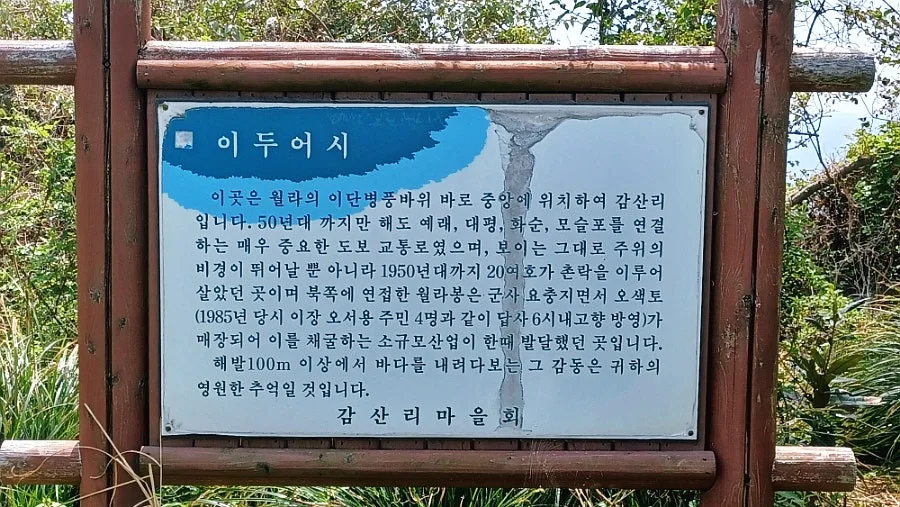 이두어시
이곳은 월라의 이단병풍바위 바로 중앙에 위치하여 감산리
입니다. 50년대 까지만 해도 예래, 대평, 화순, 모슬포를 연결
하는 매우 중요한 도보 교통로였으며, 보이는 그대로 주위의
비경이 뛰어날 뿐 아니라 1950년대까지 20여호가 촌락을 이루어
살았던 곳이며 북쪽에 연접한 월라봉은 군사 요충지면서 오색토
(1985년 당시 이장 오서용 주민 4명과 같이 답사 6시내고향 방영)가
매장되어 이를 채굴하는 소규모산업이 한때 발달했던 곳입니다.
해발100m 이상에서 바다를 내려다보는 그 감동은 귀하의
영원한 추억일 것입니다.
감산리마을회